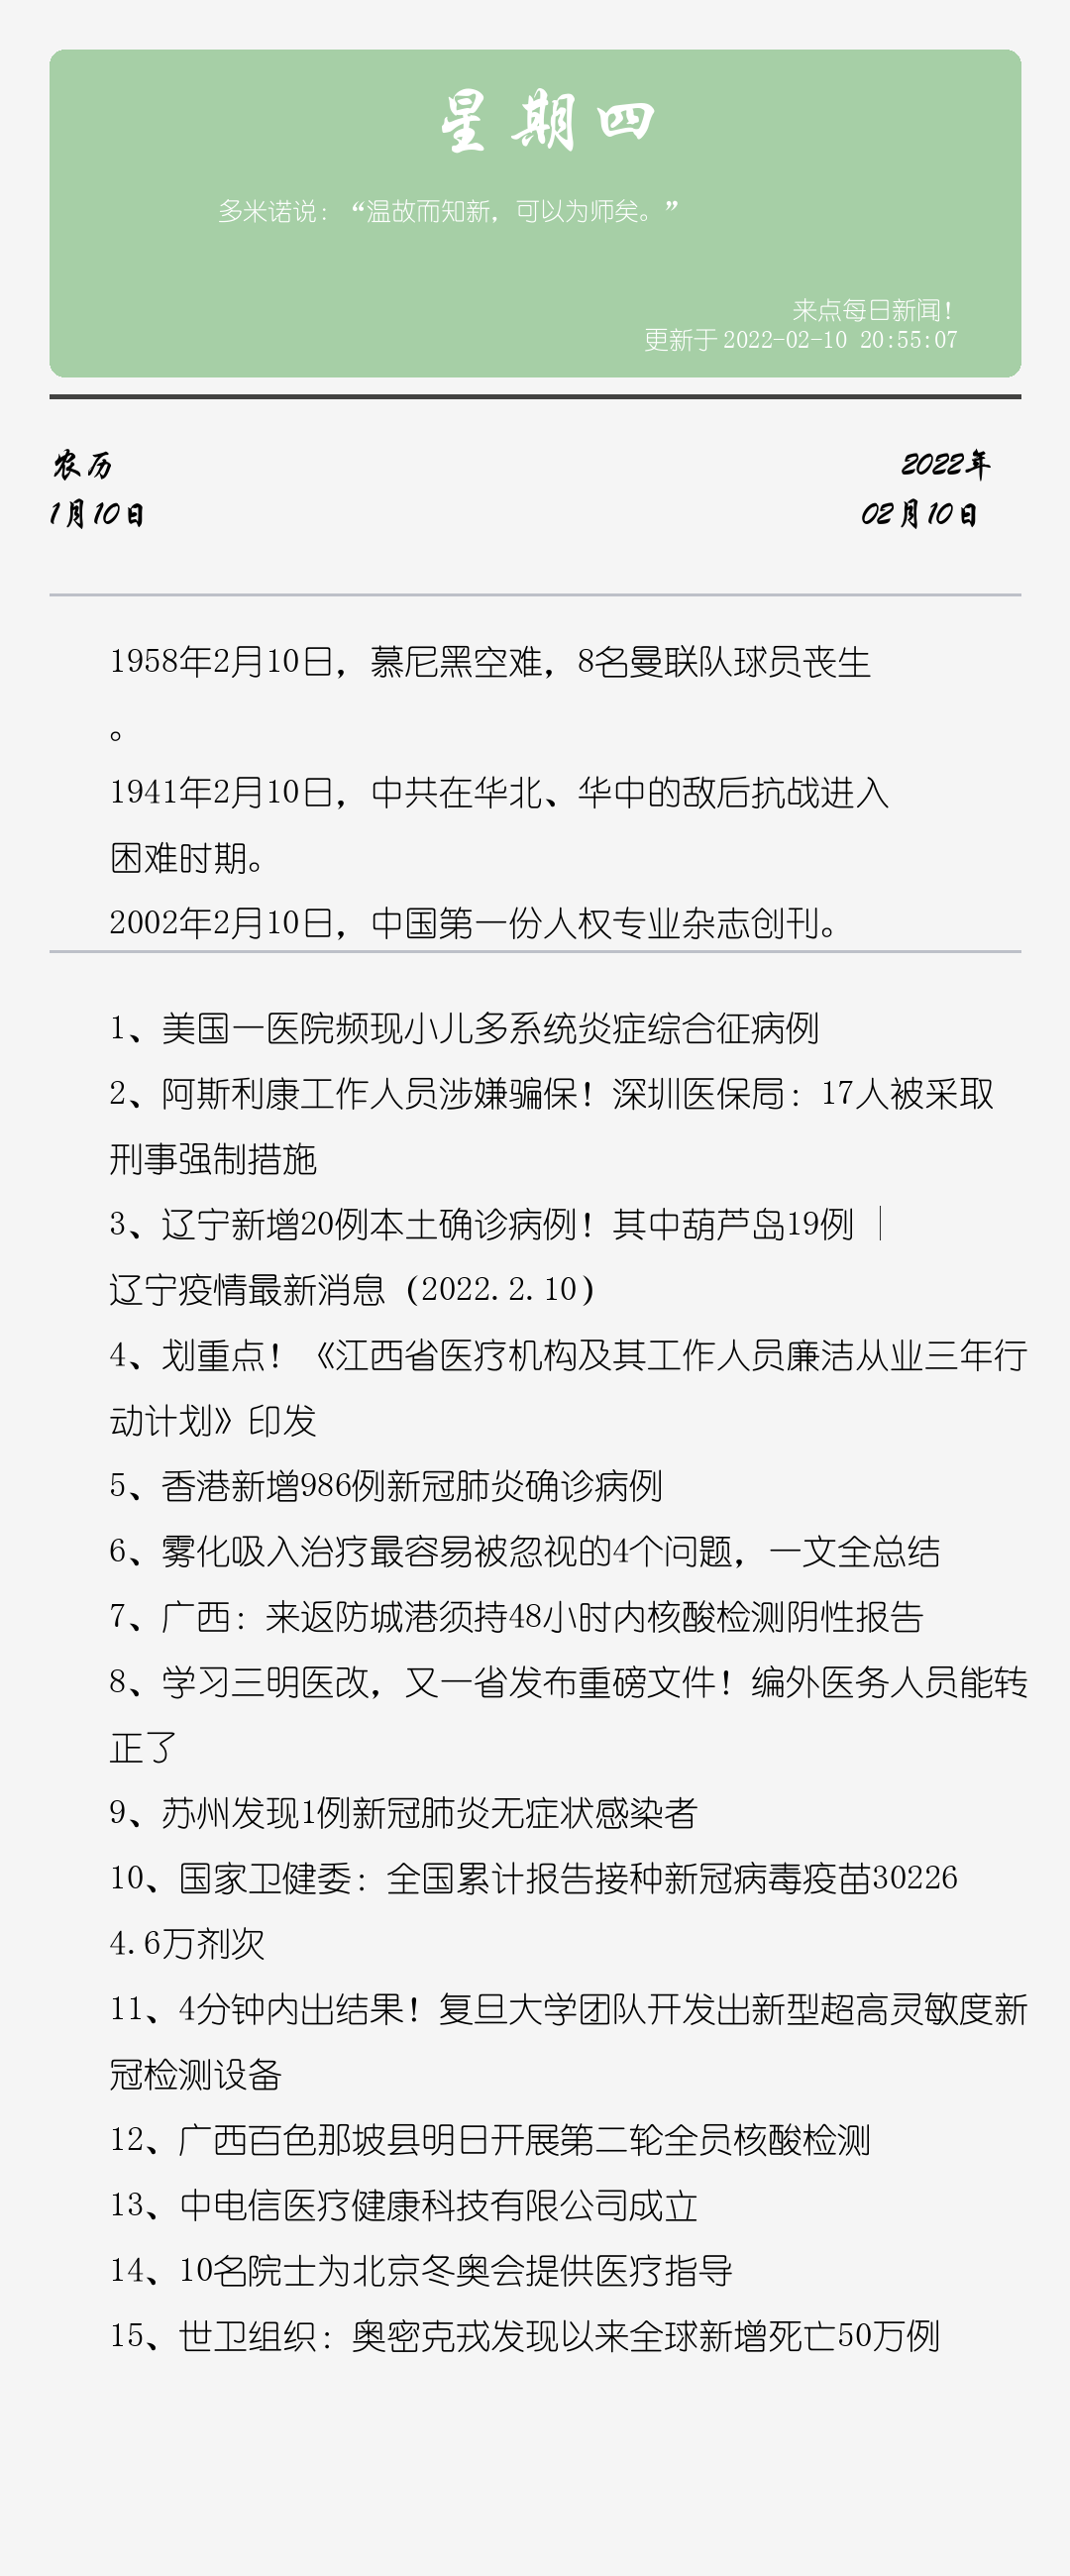 星期四
多米诺说：“温故而知新，可以为师矣。”
来点每日新闻！
更新于 2022-02-10 20:55:07
农历
2022年
1月10日
02月10日
1958年2月10日，慕尼黑空难，8名曼联队球员丧生
。
1941年2月10日，中共在华北、华中的敌后抗战进入
困难时期。
2002年2月10日，中国第一份人权专业杂志创刊。
1、美国一医院频现小儿多系统炎症综合征病例
2、阿斯利康工作人员涉嫌骗保！深圳医保局：17人被采取
刑事强制措施
3、辽宁新增20例本土确诊病例！其中葫芦岛19例 ｜
辽宁疫情最新消息（2022.2.10）
4、划重点！《江西省医疗机构及其工作人员廉洁从业三年行
动计划》印发
5、香港新增986例新冠肺炎确诊病例
6、雾化吸入治疗最容易被忽视的4个问题，一文全总结
7、广西：来返防城港须持48小时内核酸检测阴性报告
8、学习三明医改，又一省发布重磅文件！编外医务人员能转
正了
9、苏州发现1例新冠肺炎无症状感染者
10、国家卫健委：全国累计报告接种新冠病毒疫苗30226
4.6万剂次
11、4分钟内出结果！复旦大学团队开发出新型超高灵敏度新
冠检测设备
12、广西百色那坡县明日开展第二轮全员核酸检测
13、中电信医疗健康科技有限公司成立
14、10名院士为北京冬奥会提供医疗指导
15、世卫组织：奥密克戎发现以来全球新增死亡50万例